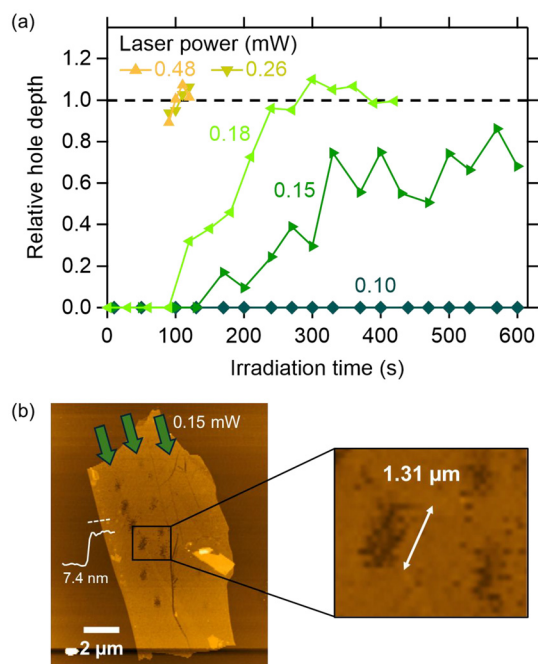 (a)
Laser power (mW)
0.48 0.26
0.18
0.15
0.10
Relative hole depth
1.2
1.0
0.8
0.6
0.4
0.2
0.0
0 100 200 300 400 500 600
Irradiation time (s)
(b)
0.15 mW
7.4 nm
2 μm
1.31 μm